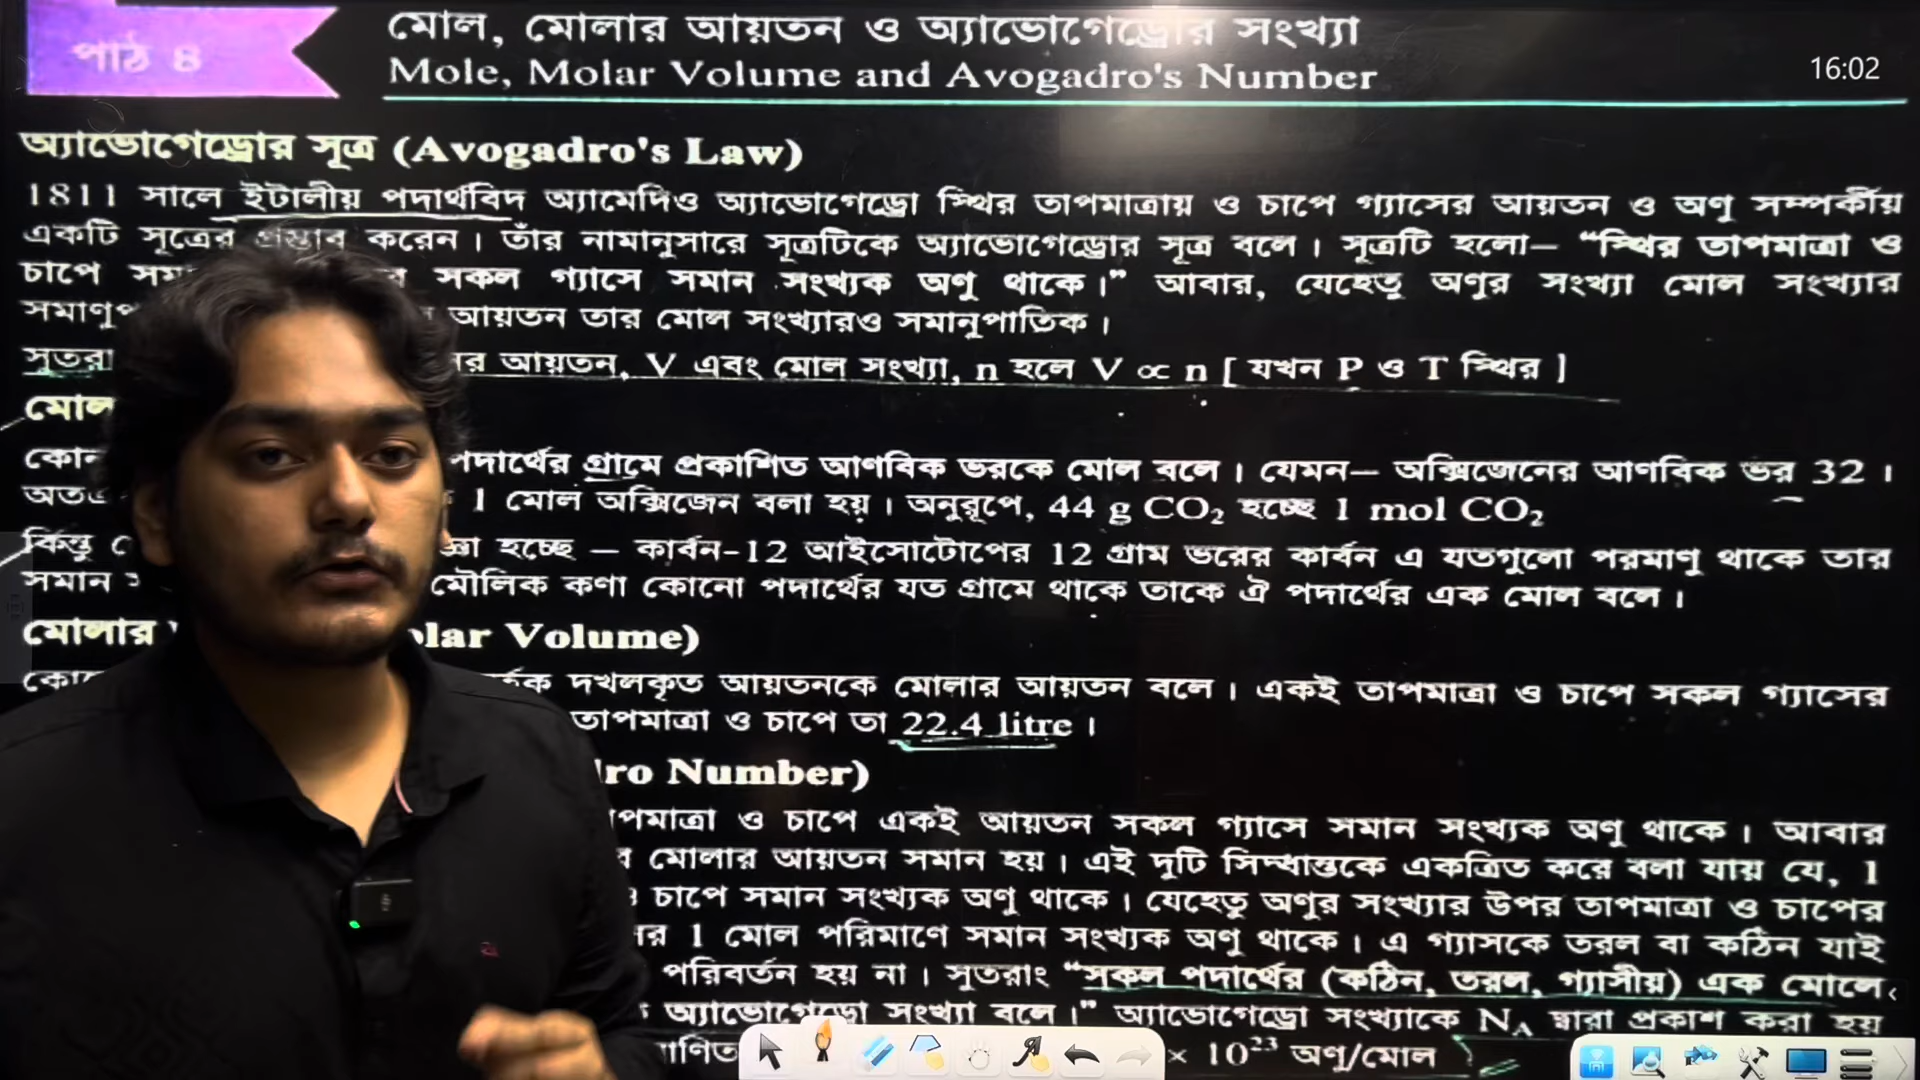 পাঠ ৪
মোল, মোলার আয়তন ও অ্যাভোগেড্রোর সংখ্যা
Mole, Molar Volume and Avogadro's Number
16:02
অ্যাভোগেড্রোর সূত্র (Avogadro's Law)
1811 সালে ইটালীয় পদার্থবিদ অ্যামেদিও অ্যাভোগেড্রো স্থির তাপমাত্রায় ও চাপে গ্যাসের আয়তন ও অণু সম্পর্কীয়
একটি সূত্রের প্রস্তাব করেন। তাঁর নামানুসারে সূত্রটিকে অ্যাভোগেড্রোর সূত্র বলে। সূত্রটি হলো– “স্থির তাপমাত্রা ও
চাপে সকল গ্যাসে সমান সংখ্যক অণু থাকে।” আবার, যেহেতু অণুর সংখ্যা মোল সংখ্যার
আয়তন তার মোল সংখ্যারও সমানুপাতিক।
আয়তন, V এবং মোল সংখ্যা, n হলে V ∝ n [ যখন P ও T স্থির ]
মোল
পদার্থের গ্রামে প্রকাশিত আণবিক ভরকে মোল বলে। যেমন– অক্সিজেনের আণবিক ভর 32 ।
1 মোল অক্সিজেন বলা হয়। অনুরূপে, 44 g CO₂ হচ্ছে 1 mol CO₂
কিন্তু হচ্ছে – কার্বন-12 আইসোটোপের 12 গ্রাম ভরের কার্বন এ যতগুলো পরমাণু থাকে তার
সমান মৌলিক কণা কোনো পদার্থের যত গ্রামে থাকে তাকে ঐ পদার্থের এক মোল বলে।
মোলার Volume)
দখলকৃত আয়তনকে মোলার আয়তন বলে। একই তাপমাত্রা ও চাপে সকল গ্যাসের
তাপমাত্রা ও চাপে তা 22.4 litre ।
Number)
ও চাপে একই আয়তন সকল গ্যাসে সমান সংখ্যক অণু থাকে। আবার
মোলার আয়তন সমান হয়। এই দুটি সিদ্ধান্তকে একত্রিত করে বলা যায় যে, 1
ও চাপে সমান সংখ্যক অণু থাকে। যেহেতু অণুর সংখ্যার উপর তাপমাত্রা ও চাপের
1 মোল পরিমাণে সমান সংখ্যক অণু থাকে। এ গ্যাসকে তরল বা কঠিন যাই
পরিবর্তন হয় না। সুতরাং “সকল পদার্থের (কঠিন, তরল, গ্যাসীয়) এক মোলে
অ্যাভোগেড্রো সংখ্যা বলে।” অ্যাভোগেড্রো সংখ্যাকে N_A দ্বারা প্রকাশ করা হয়
× 10²³ অণু/মোল